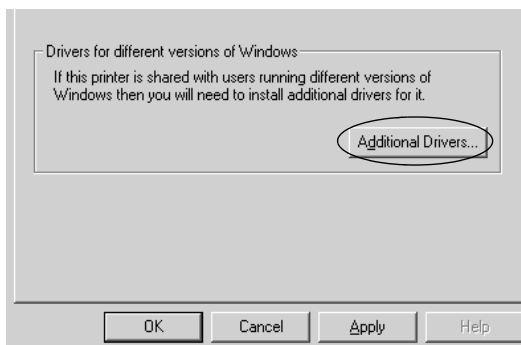 Drivers for different versions of Windows
If this printer is shared with users running different versions of
Windows then you will need to install additional drivers for it.
Additional Drivers...
OK Cancel Apply Help